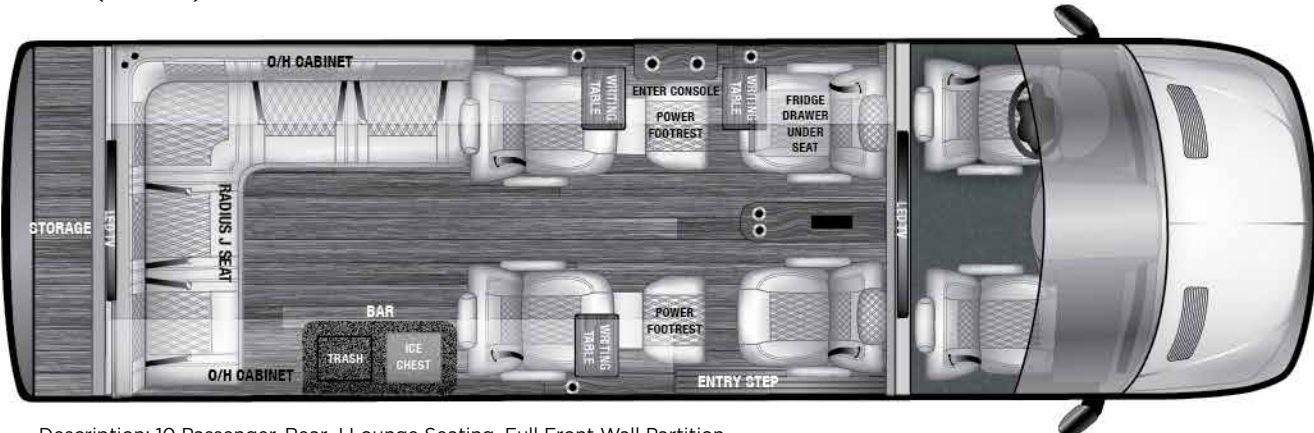 O/H CABINET
WRITING
TABLE
ENTER CONSOLE
WRITING
TABLE
POWER
FOOTREST
FRIDGE
DRAWER
UNDER
SEAT
STORAGE
LED TV
RADIUS J SEAT
LED TV
BAR
TRASH
ICE
CHEST
O/H CABINET
WRITING
TABLE
POWER
FOOTREST
ENTRY STEP
Description: 10 Passenger, Rear J Lounge Seating, Full Front Wall Partition